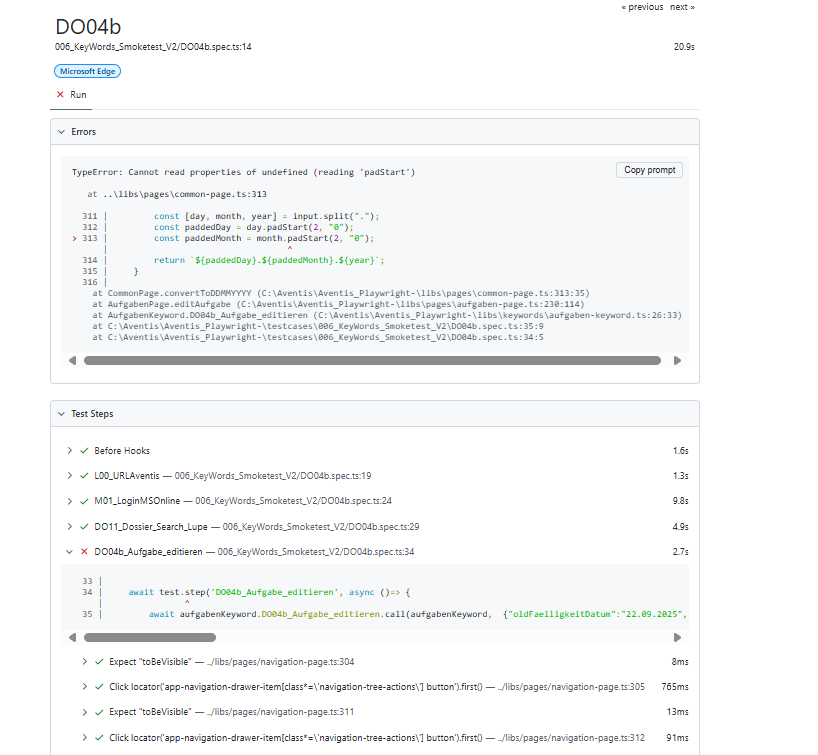 « previous next »
DO04b
006_KeyWords_Smoketest_V2/DO04b.spec.ts:14 20.9s
Microsoft Edge
✕ Run
Errors
TypeError: Cannot read properties of undefined (reading 'padStart')
Copy prompt
at ..\libs\pages\common-page.ts:313
311 | const [day, month, year] = input.split(".");
312 | const paddedDay = day.padStart(2, "0");
> 313 | const paddedMonth = month.padStart(2, "0");
| ^
314 | return `${paddedDay}.${paddedMonth}.${year}`;
315 | }
316 |
at CommonPage.convertToDDMMYYYY (C:\Aventis\Aventis_Playwright-\libs\pages\common-page.ts:313:35)
at AufgabenPage.editAufgabe (C:\Aventis\Aventis_Playwright-\libs\pages\aufgaben-page.ts:230:114)
at AufgabenKeyword.DO04b_Aufgabe_editieren (C:\Aventis\Aventis_Playwright-\libs\keywords\aufgaben-keyword.ts:26:33)
at C:\Aventis\Aventis_Playwright-\testcases\006_KeyWords_Smoketest_V2\DO04b.spec.ts:35:9
at C:\Aventis\Aventis_Playwright-\testcases\006_KeyWords_Smoketest_V2\DO04b.spec.ts:34:5
Test Steps
Before Hooks 1.6s
L00_URLAventis — 006_KeyWords_Smoketest_V2/DO04b.spec.ts:19 1.3s
M01_LoginMSOnline — 006_KeyWords_Smoketest_V2/DO04b.spec.ts:24 9.8s
DO11_Dossier_Search_Lupe — 006_KeyWords_Smoketest_V2/DO04b.spec.ts:29 4.9s
DO04b_Aufgabe_editieren — 006_KeyWords_Smoketest_V2/DO04b.spec.ts:34 2.7s
33 |
34 | await test.step('DO04b_Aufgabe_editieren', async ()=> {
| ^
35 | await aufgabenKeyword.DO04b_Aufgabe_editieren.call(aufgabenKeyword, {"oldFaelligkeitDatum":"22.09.2025",
Expect "toBeVisible" — ../libs/pages/navigation-page.ts:304 8ms
Click locator('app-navigation-drawer-item[class*=\'navigation-tree-actions\'] button').first() — ../libs/pages/navigation-page.ts:305 765ms
Expect "toBeVisible" — ../libs/pages/navigation-page.ts:311 13ms
Click locator('app-navigation-drawer-item[class*=\'navigation-tree-actions\'] button').first() — ../libs/pages/navigation-page.ts:312 91ms